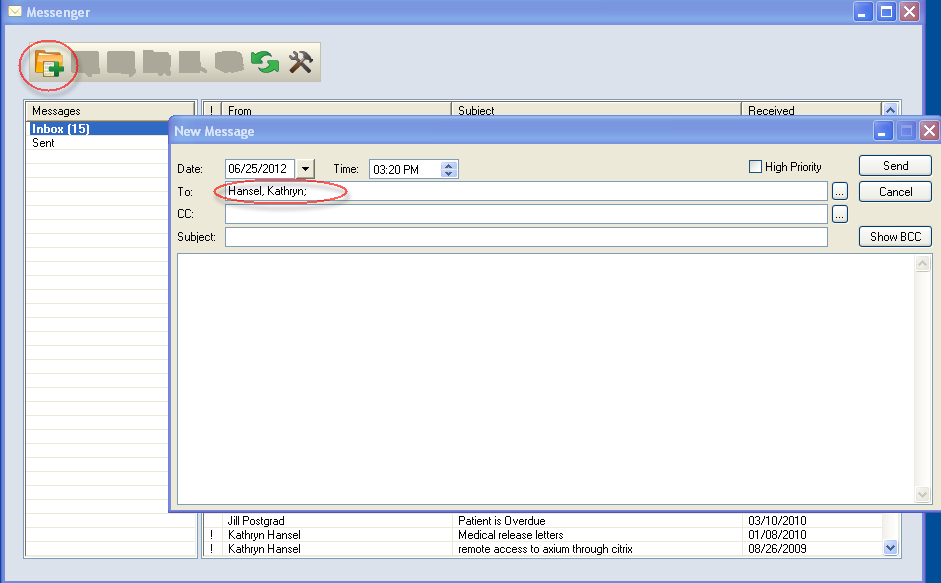 Messenger
Messages ! From Subject Received
Inbox (15)
Sent
New Message
Date: 06/25/2012 Time: 03:20 PM High Priority Send
To: Hansel, Kathryn; ... Cancel
CC: ...
Subject: Show BCC
Jill Postgrad Patient is Overdue 03/10/2010
! Kathryn Hansel Medical release letters 01/08/2010
! Kathryn Hansel remote access to axium through citrix 08/26/2009